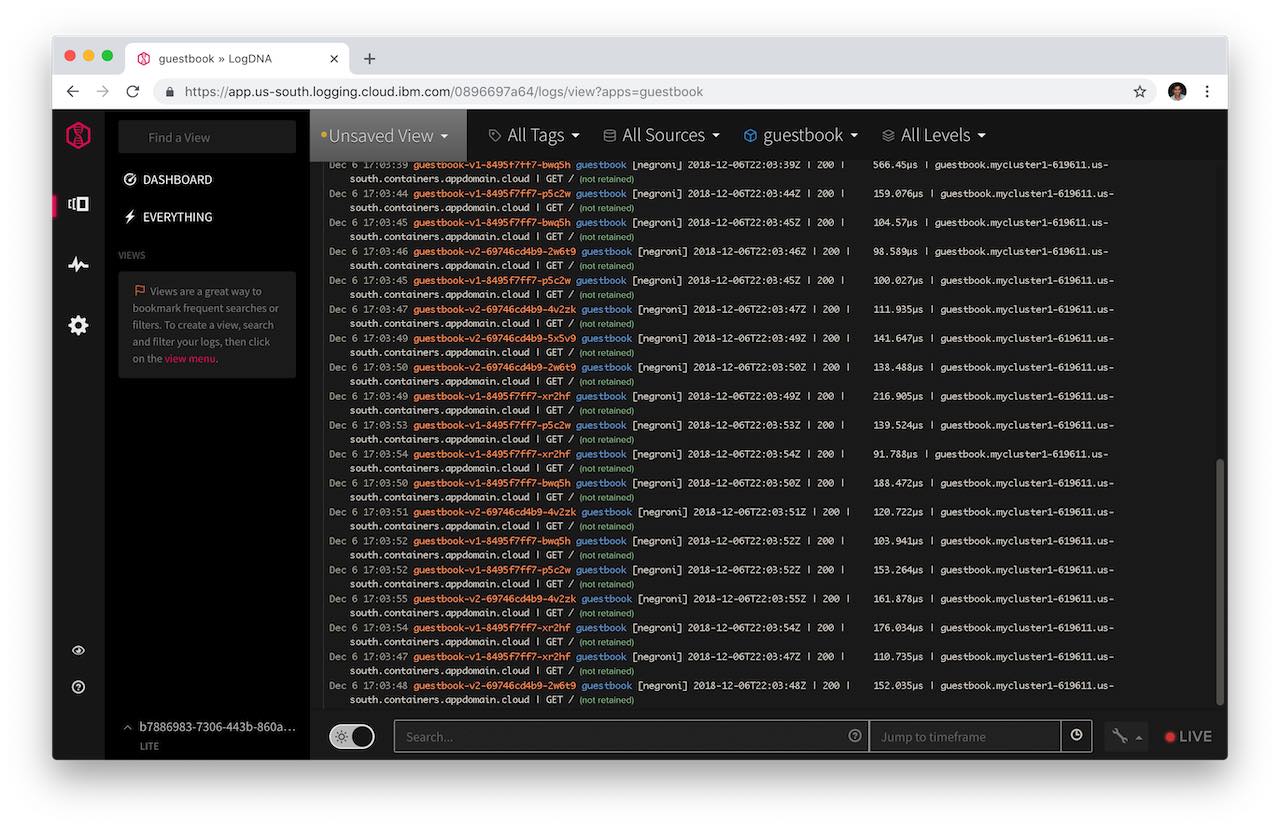 guestbook » LogDNA
https://app.us-south.logging.cloud.ibm.com/0896697a64/logs/view?apps=guestbook
Find a View
Unsaved View
All Tags
All Sources
guestbook
All Levels
DASHBOARD
EVERYTHING
VIEWS
Views are a great way to
bookmark frequent searches or
filters. To create a view, search
and filter your logs, then click
on the view menu.
Dec 6 17:03:39 guestbook-v1-8495f7ff7-bwq5h guestbook [negroni] 2018-12-06T22:03:39Z | 200 | 566.45µs | guestbook.mycluster1-619611.us-
south.containers.appdomain.cloud | GET / (not retained)
Dec 6 17:03:44 guestbook-v1-8495f7ff7-p5c2w guestbook [negroni] 2018-12-06T22:03:44Z | 200 | 159.076µs | guestbook.mycluster1-619611.us-
south.containers.appdomain.cloud | GET / (not retained)
Dec 6 17:03:45 guestbook-v1-8495f7ff7-bwq5h guestbook [negroni] 2018-12-06T22:03:45Z | 200 | 104.57µs | guestbook.mycluster1-619611.us-
south.containers.appdomain.cloud | GET / (not retained)
Dec 6 17:03:46 guestbook-v2-69746cd4b9-2w6t9 guestbook [negroni] 2018-12-06T22:03:46Z | 200 | 98.589µs | guestbook.mycluster1-619611.us-
south.containers.appdomain.cloud | GET / (not retained)
Dec 6 17:03:45 guestbook-v1-8495f7ff7-p5c2w guestbook [negroni] 2018-12-06T22:03:45Z | 200 | 100.027µs | guestbook.mycluster1-619611.us-
south.containers.appdomain.cloud | GET / (not retained)
Dec 6 17:03:47 guestbook-v2-69746cd4b9-4v2zk guestbook [negroni] 2018-12-06T22:03:47Z | 200 | 111.935µs | guestbook.mycluster1-619611.us-
south.containers.appdomain.cloud | GET / (not retained)
Dec 6 17:03:49 guestbook-v2-69746cd4b9-5x5v9 guestbook [negroni] 2018-12-06T22:03:49Z | 200 | 141.647µs | guestbook.mycluster1-619611.us-
south.containers.appdomain.cloud | GET / (not retained)
Dec 6 17:03:50 guestbook-v2-69746cd4b9-2w6t9 guestbook [negroni] 2018-12-06T22:03:50Z | 200 | 138.488µs | guestbook.mycluster1-619611.us-
south.containers.appdomain.cloud | GET / (not retained)
Dec 6 17:03:49 guestbook-v1-8495f7ff7-xr2hf guestbook [negroni] 2018-12-06T22:03:49Z | 200 | 216.905µs | guestbook.mycluster1-619611.us-
south.containers.appdomain.cloud | GET / (not retained)
Dec 6 17:03:53 guestbook-v1-8495f7ff7-p5c2w guestbook [negroni] 2018-12-06T22:03:53Z | 200 | 139.524µs | guestbook.mycluster1-619611.us-
south.containers.appdomain.cloud | GET / (not retained)
Dec 6 17:03:54 guestbook-v1-8495f7ff7-xr2hf guestbook [negroni] 2018-12-06T22:03:54Z | 200 | 91.788µs | guestbook.mycluster1-619611.us-
south.containers.appdomain.cloud | GET / (not retained)
Dec 6 17:03:50 guestbook-v1-8495f7ff7-bwq5h guestbook [negroni] 2018-12-06T22:03:50Z | 200 | 188.472µs | guestbook.mycluster1-619611.us-
south.containers.appdomain.cloud | GET / (not retained)
Dec 6 17:03:51 guestbook-v2-69746cd4b9-4v2zk guestbook [negroni] 2018-12-06T22:03:51Z | 200 | 120.722µs | guestbook.mycluster1-619611.us-
south.containers.appdomain.cloud | GET / (not retained)
Dec 6 17:03:52 guestbook-v1-8495f7ff7-bwq5h guestbook [negroni] 2018-12-06T22:03:52Z | 200 | 103.941µs | guestbook.mycluster1-619611.us-
south.containers.appdomain.cloud | GET / (not retained)
Dec 6 17:03:52 guestbook-v1-8495f7ff7-p5c2w guestbook [negroni] 2018-12-06T22:03:52Z | 200 | 153.264µs | guestbook.mycluster1-619611.us-
south.containers.appdomain.cloud | GET / (not retained)
Dec 6 17:03:55 guestbook-v2-69746cd4b9-4v2zk guestbook [negroni] 2018-12-06T22:03:55Z | 200 | 161.878µs | guestbook.mycluster1-619611.us-
south.containers.appdomain.cloud | GET / (not retained)
Dec 6 17:03:54 guestbook-v1-8495f7ff7-xr2hf guestbook [negroni] 2018-12-06T22:03:54Z | 200 | 176.034µs | guestbook.mycluster1-619611.us-
south.containers.appdomain.cloud | GET / (not retained)
Dec 6 17:03:47 guestbook-v1-8495f7ff7-xr2hf guestbook [negroni] 2018-12-06T22:03:47Z | 200 | 110.735µs | guestbook.mycluster1-619611.us-
south.containers.appdomain.cloud | GET / (not retained)
Dec 6 17:03:48 guestbook-v2-69746cd4b9-2w6t9 guestbook [negroni] 2018-12-06T22:03:48Z | 200 | 152.035µs | guestbook.mycluster1-619611.us-
south.containers.appdomain.cloud | GET / (not retained)
b7886983-7306-443b-860a...
LITE
Search...
Jump to timeframe
LIVE